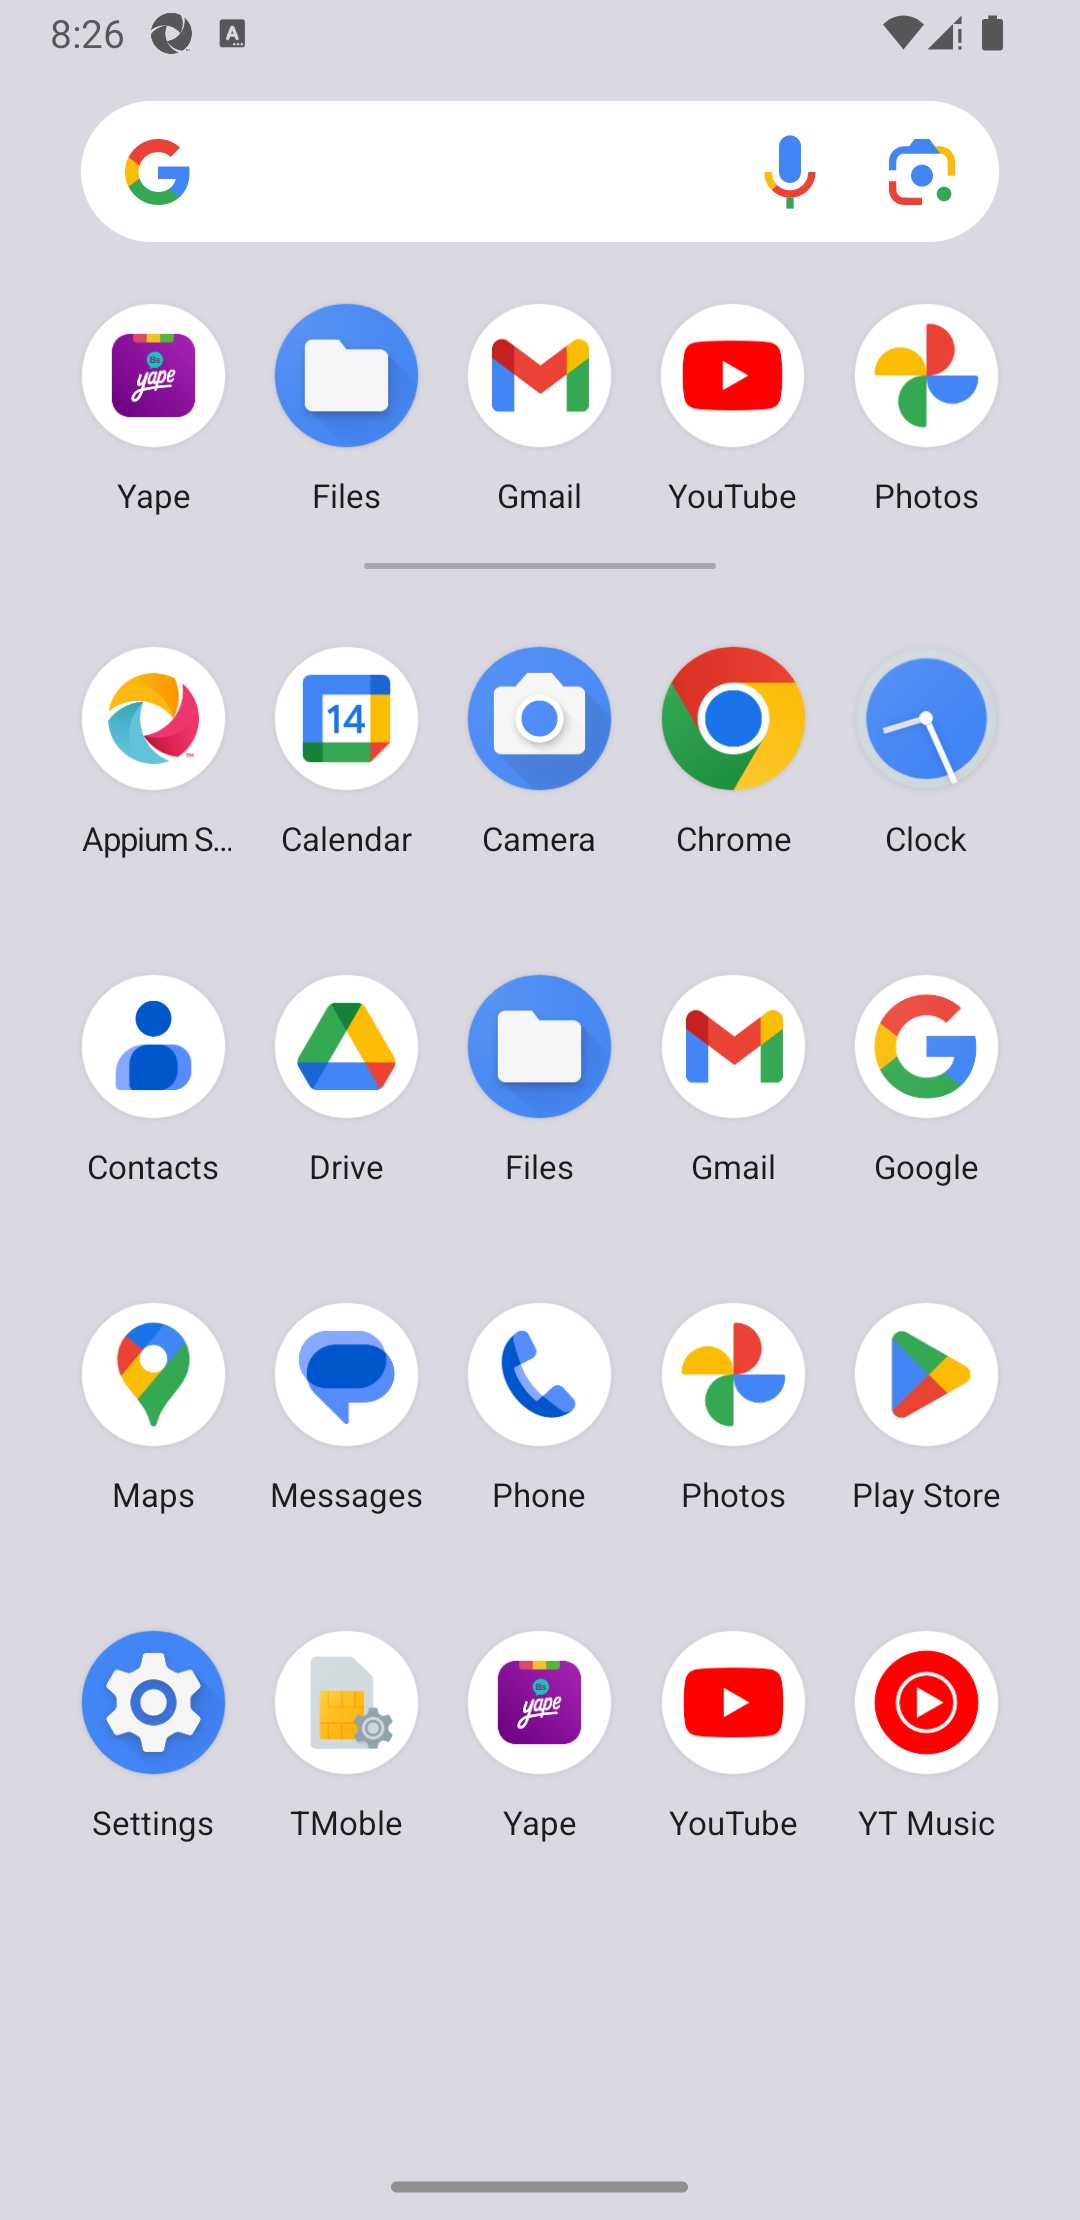 8:26
Yape Files Gmail YouTube Photos
Appium S... Calendar Camera Chrome Clock
Contacts Drive Files Gmail Google
Maps Messages Phone Photos Play Store
Settings TMoble Yape YouTube YT Music